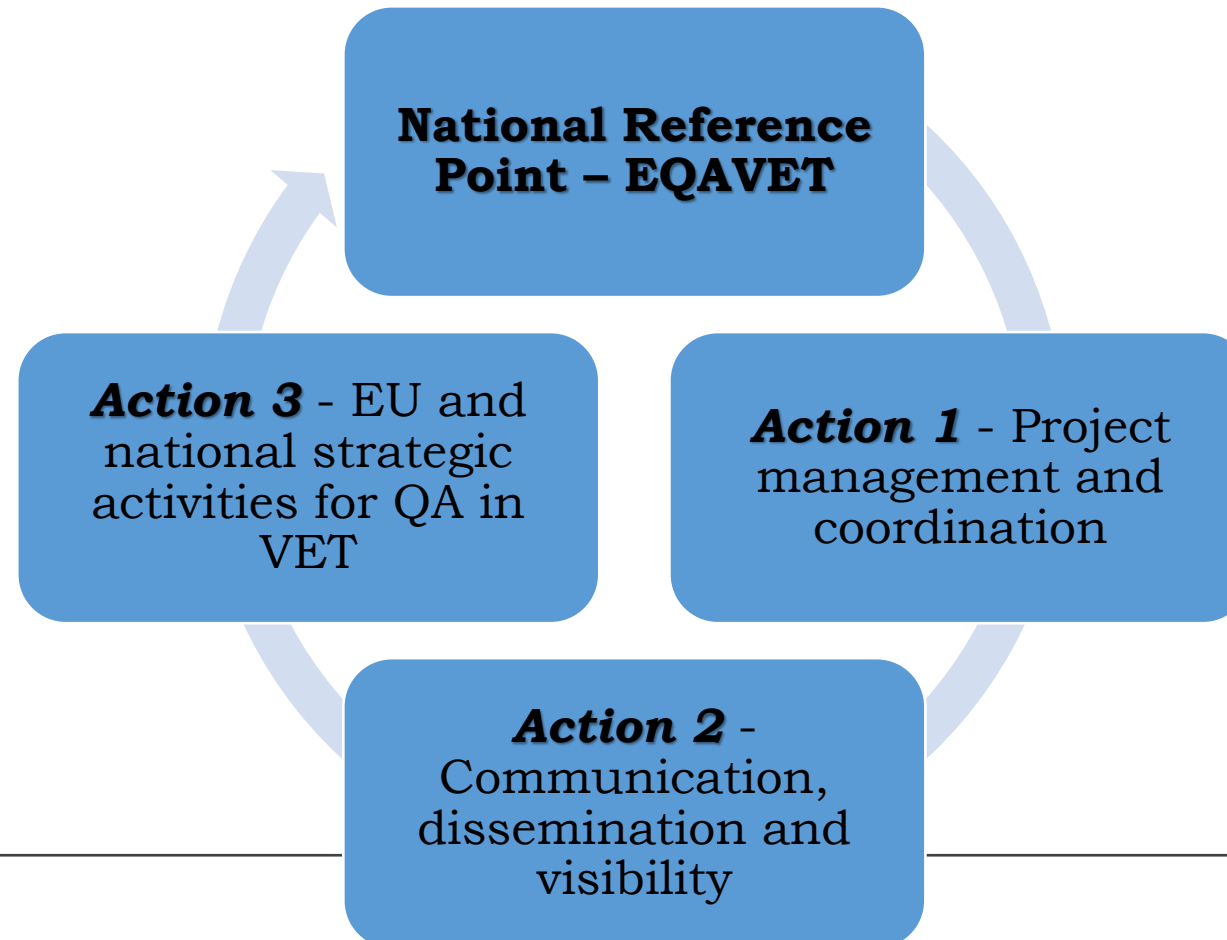 National Reference
Point – EQAVET
Action 3 - EU and
national strategic
activities for QA in
VET
Action 1 - Project
management and
coordination
Action 2 -
Communication,
dissemination and
visibility